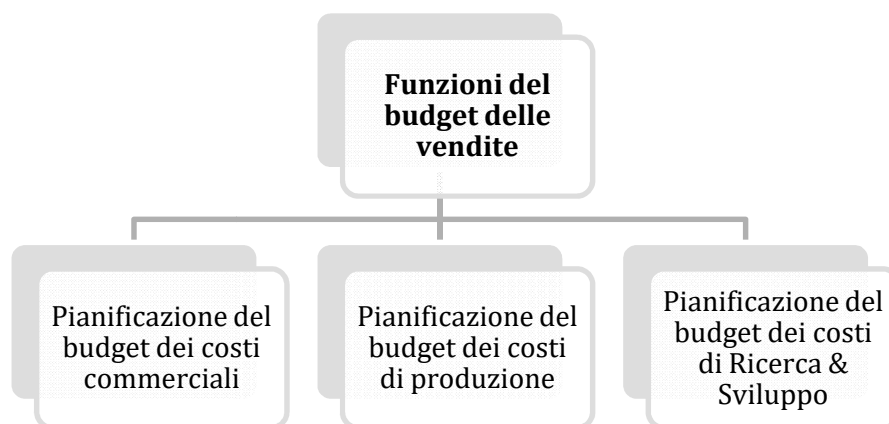 Funzioni del
budget delle
vendite
Pianificazione del
budget dei costi
commerciali
Pianificazione del
budget dei costi
di produzione
Pianificazione del
budget dei costi
di Ricerca &
Sviluppo